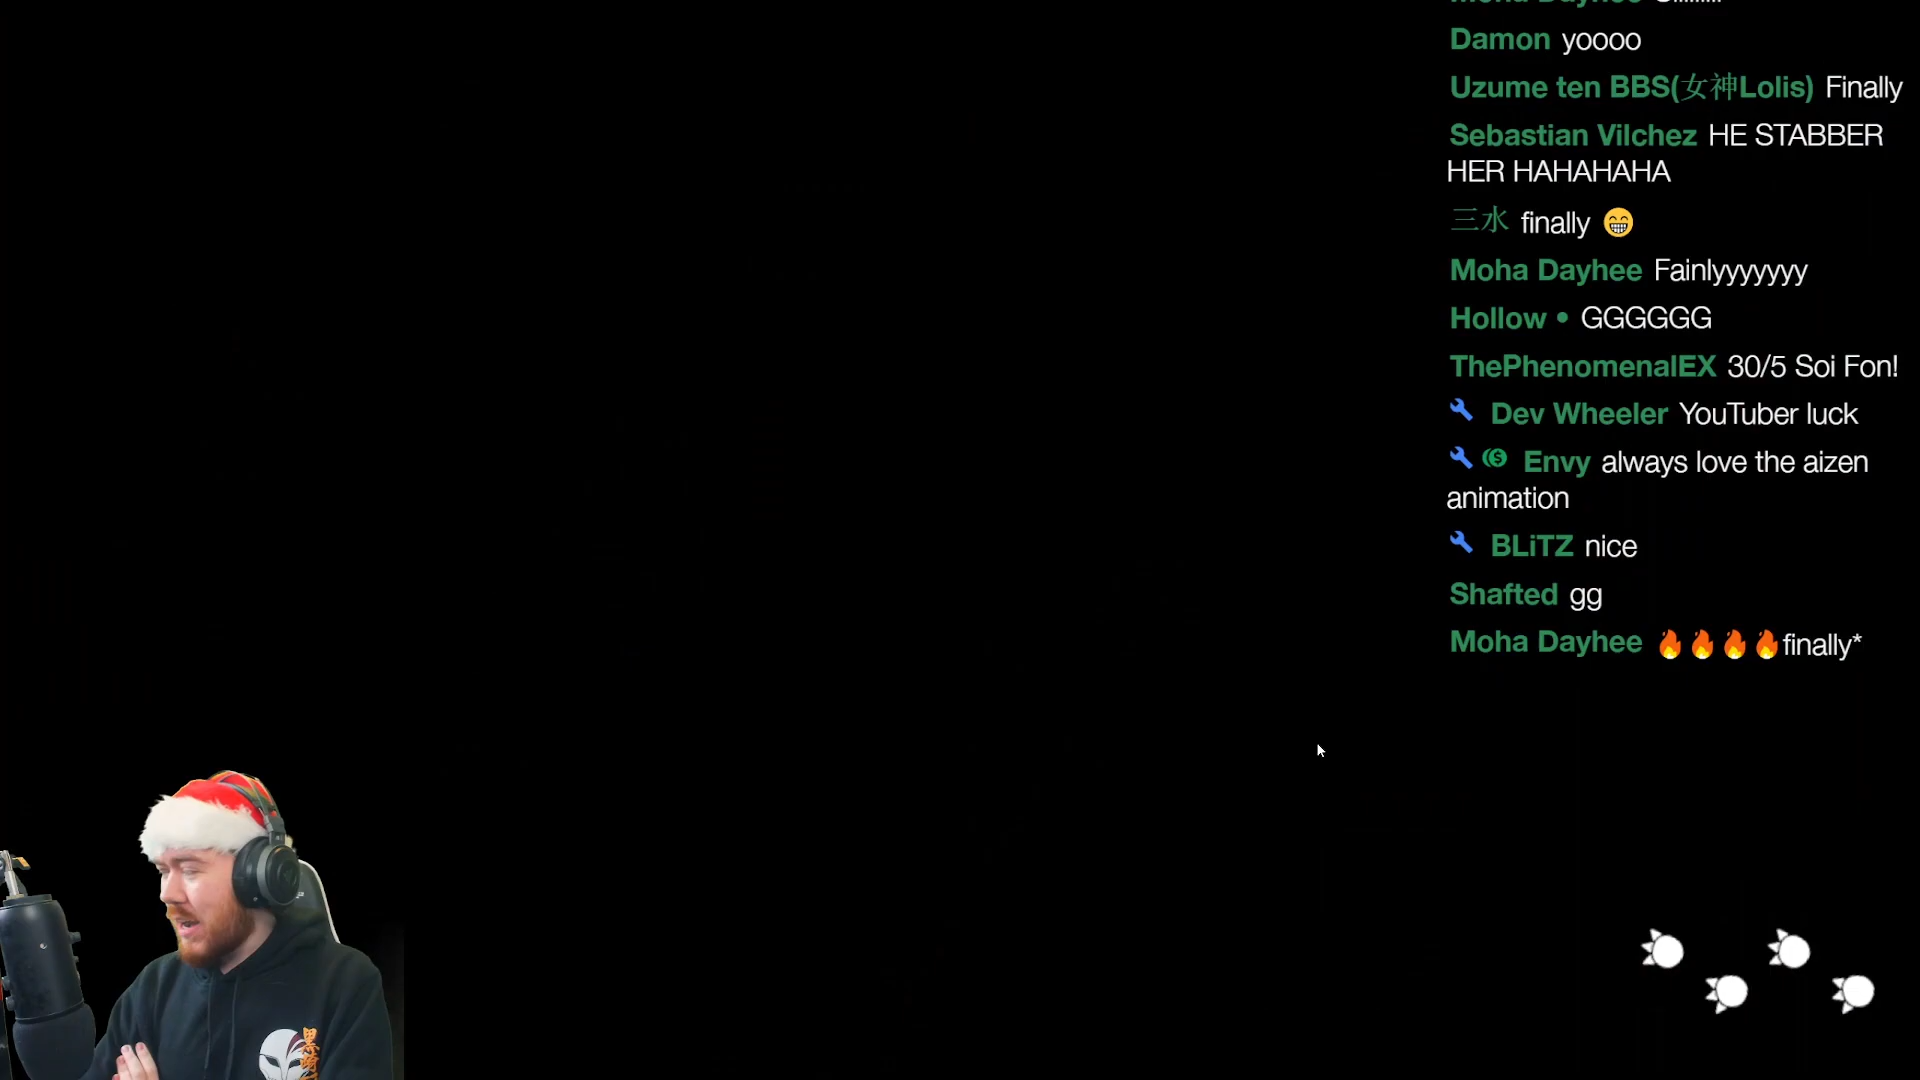 Moha Dayhee
Damon yoooo
Uzume ten BBS(女神Lolis) Finally
Sebastian Vilchez HE STABBER
HER HAHAHAHA
三水 finally 😁
Moha Dayhee Fainlyyyyyyy
Hollow • GGGGGG
ThePhenomenalEX 30/5 Soi Fon!
Dev Wheeler YouTuber luck
Envy always love the aizen
animation
BLiTZ nice
Shafted gg
Moha Dayhee 🔥🔥🔥🔥finally*